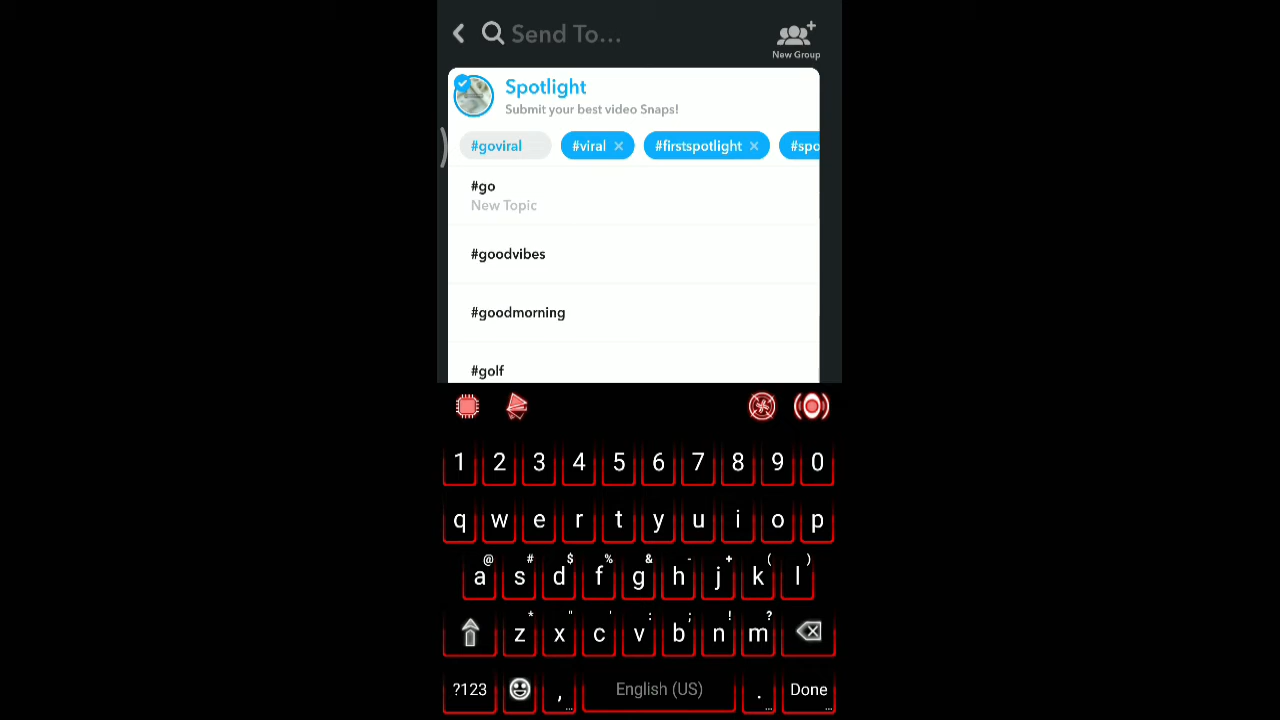 Send To...
New Group
Spotlight
Submit your best video Snaps!
#goviral #viral #firstspotlight #spo
#go
New Topic
#goodvibes
#goodmorning
#golf
1 2 3 4 5 6 7 8 9 0
q w e r t y u i o p
@ # $ % & - + ( )
a s d f g h j k l
* " ' : ; ! ?
z x c v b n m
?123 , English (US) . Done